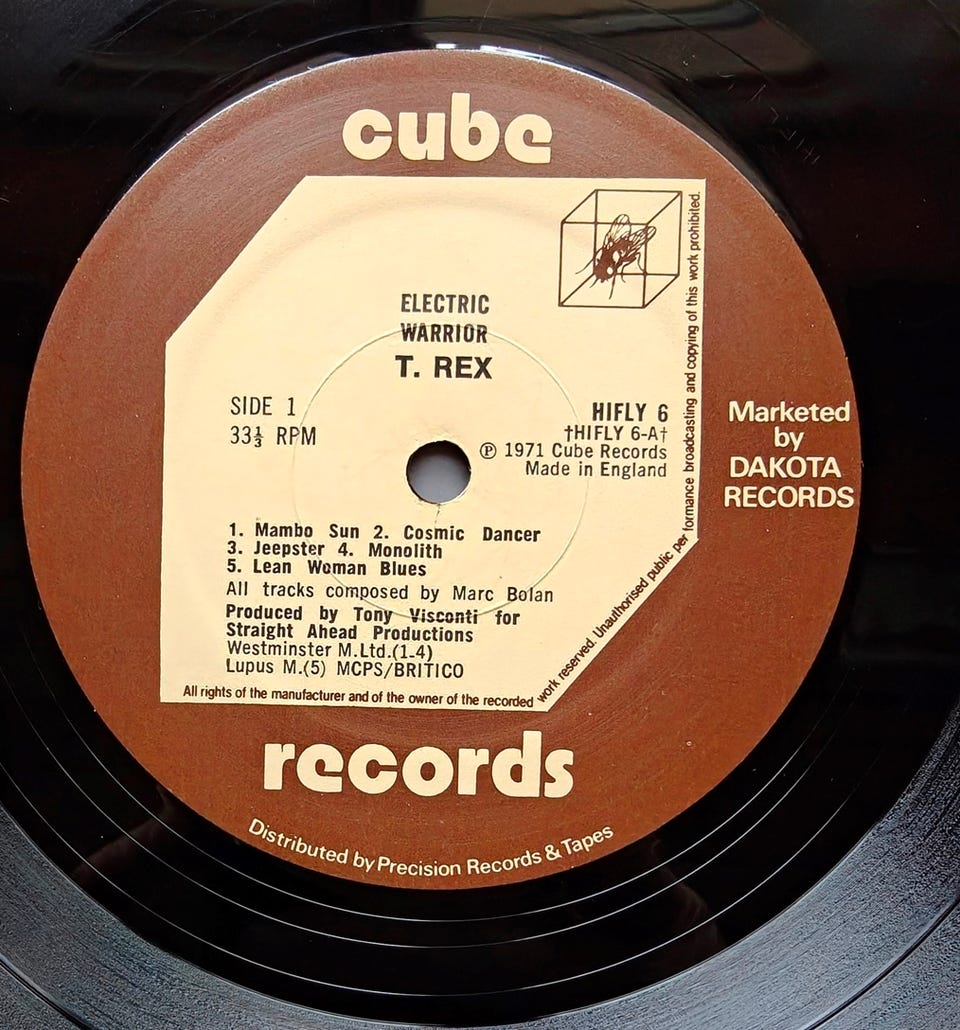 cube
ELECTRIC
WARRIOR
T. REX
SIDE 1
33⅓ RPM
HIFLY 6
†HIFLY 6-A†
Ⓟ 1971 Cube Records
Made in England
Marketed
by
DAKOTA
RECORDS
1. Mambo Sun 2. Cosmic Dancer
3. Jeepster 4. Monolith
5. Lean Woman Blues
All tracks composed by Marc Bolan
Produced by Tony Visconti for
Straight Ahead Productions
Westminster M.Ltd.(1-4)
Lupus M.(5) MCPS/BRITICO
All rights of the manufacturer and of the owner of the recorded work reserved. Unauthorised public performance broadcasting and copying of this work prohibited.
records
Distributed by Precision Records & Tapes